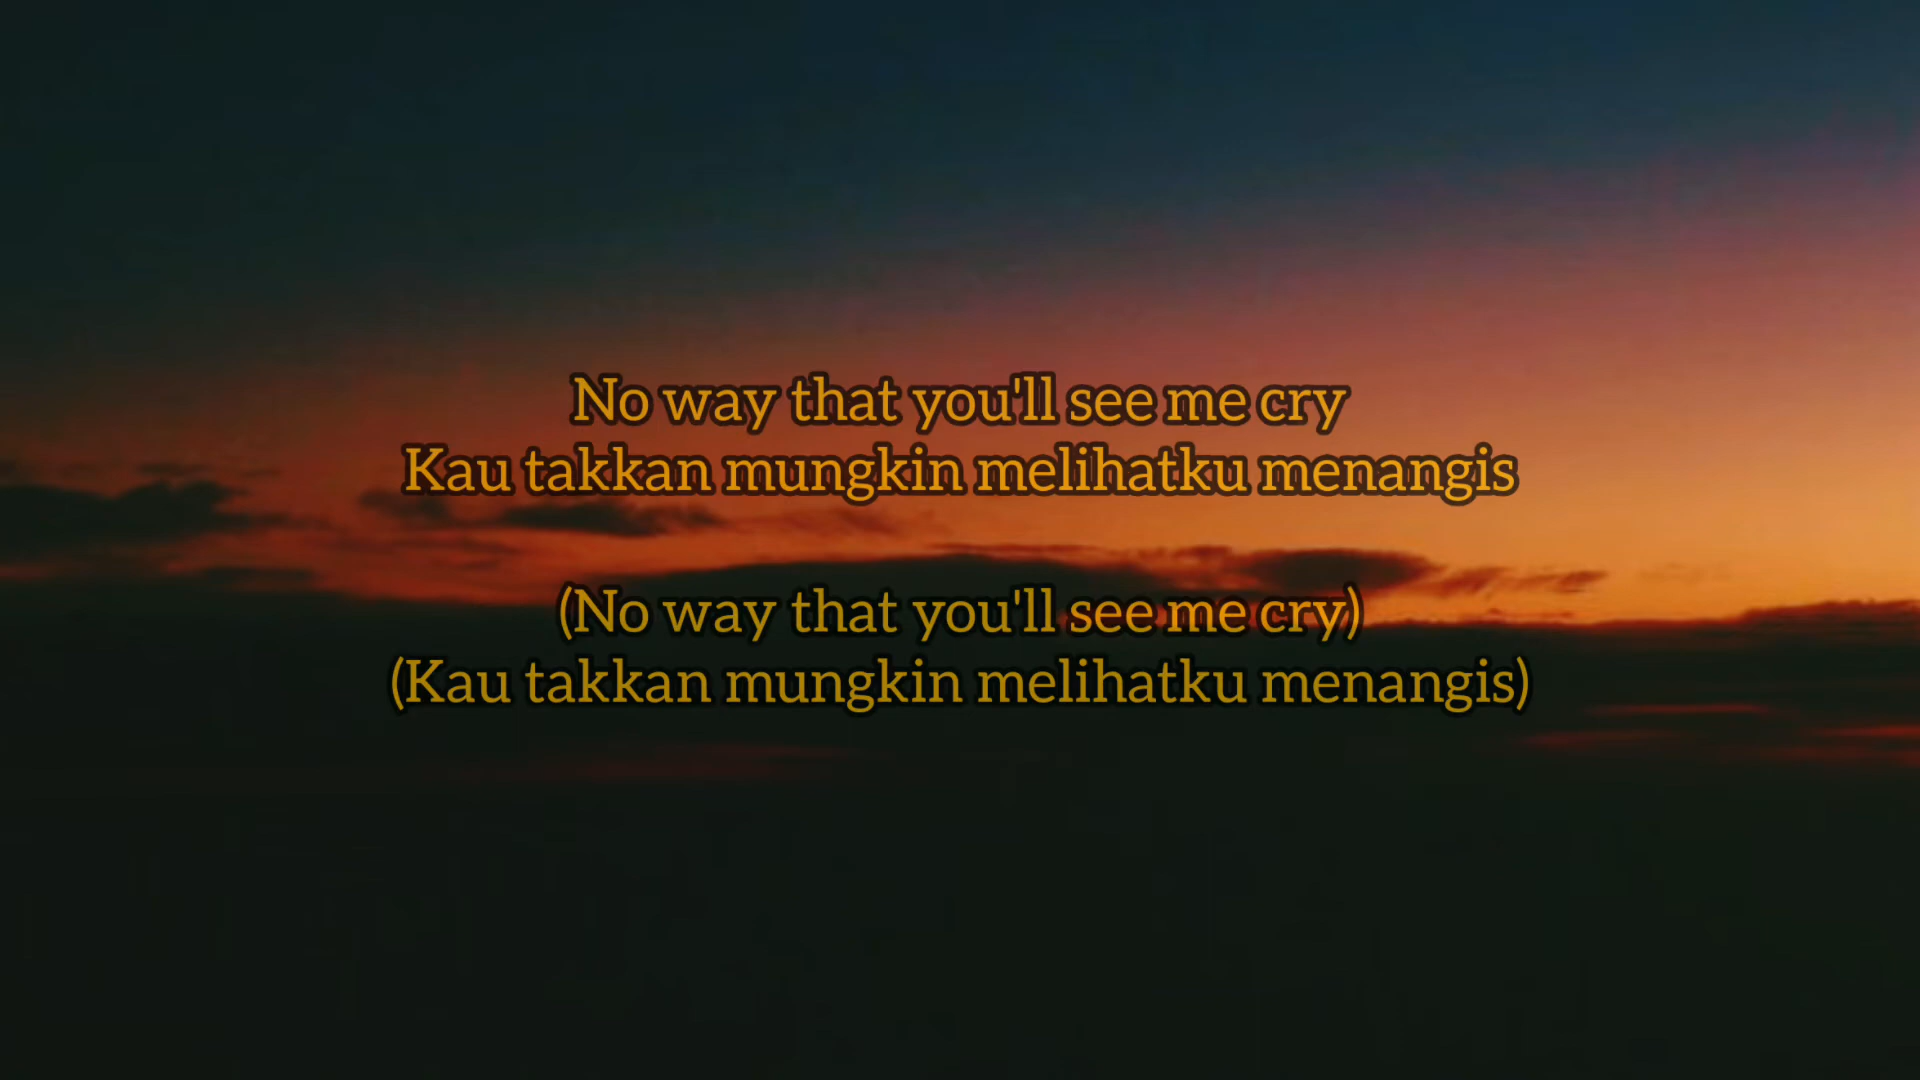 No way that you'll see me cry
Kau takkan mungkin melihatku menangis
(No way that you'll see me cry)
(Kau takkan mungkin melihatku menangis)